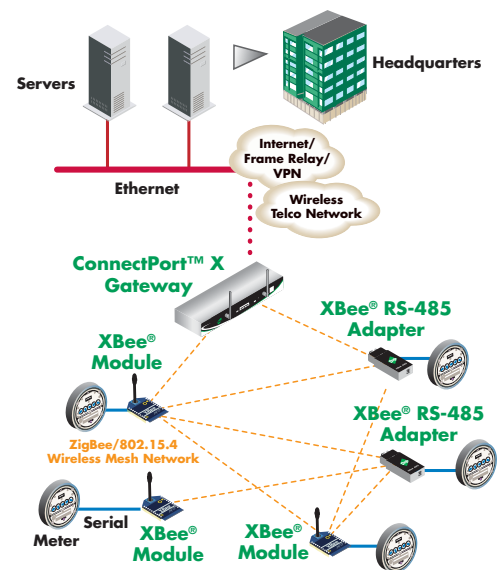 Servers
Headquarters
Internet/
Frame Relay/
VPN
Ethernet
Wireless
Telco Network
ConnectPort™ X
Gateway
XBee® RS-485
Adapter
XBee®
Module
XBee® RS-485
Adapter
ZigBee/802.15.4
Wireless Mesh Network
Serial
Meter
XBee®
Module
XBee®
Module